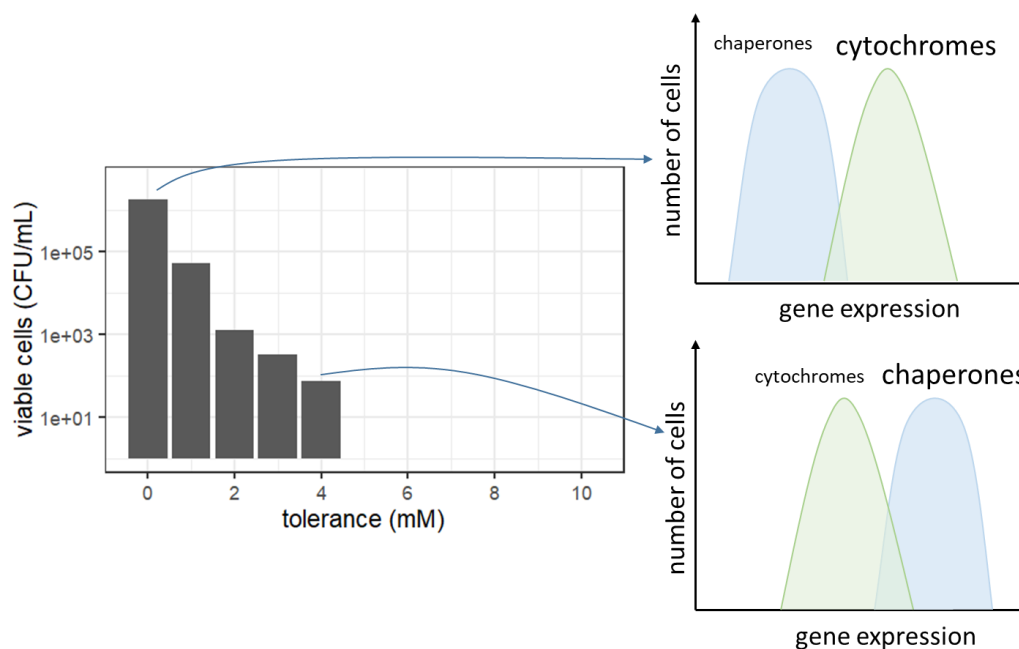 viable cells (CFU/mL)
1e+05
1e+03
1e+01
0 2 4 6 8 10
tolerance (mM)
number of cells
chaperones cytochromes
gene expression
number of cells
cytochromes chaperones
gene expression